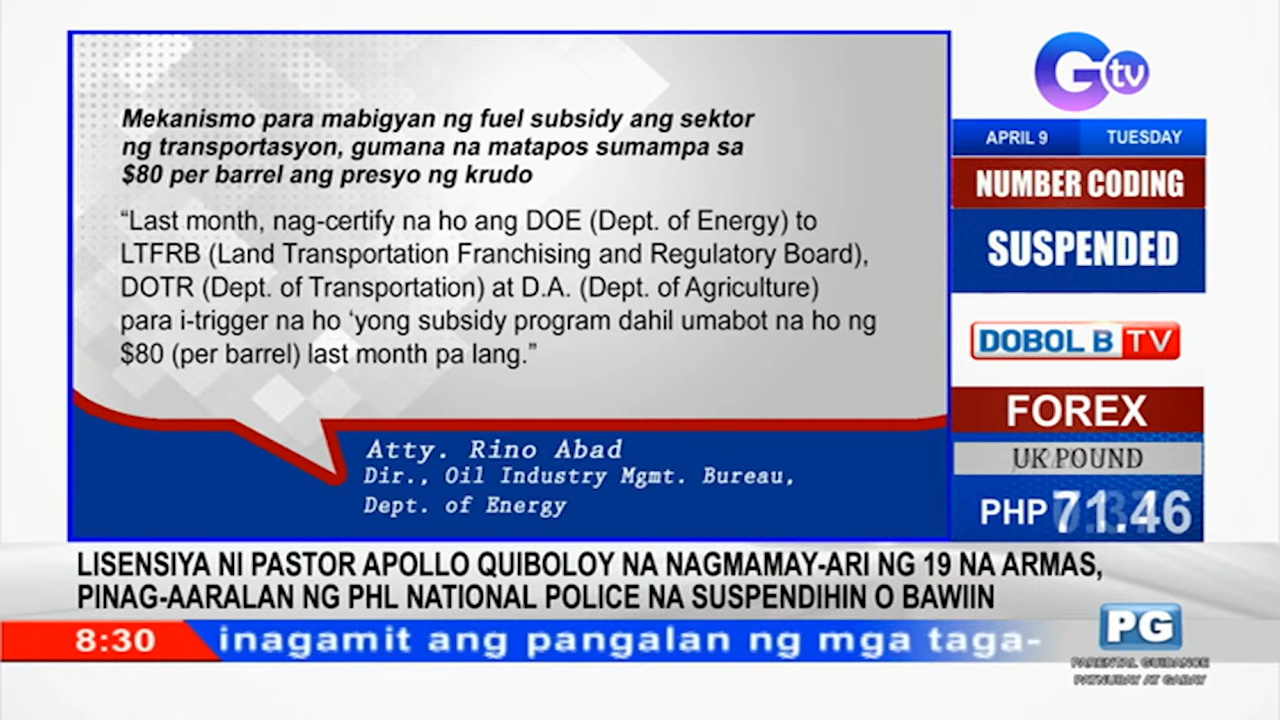 Mekanismo para mabigyan ng fuel subsidy ang sektor
ng transportasyon, gumana na matapos sumampa sa
$80 per barrel ang presyo ng krudo
“Last month, nag-certify na ho ang DOE (Dept. of Energy) to
LTFRB (Land Transportation Franchising and Regulatory Board),
DOTR (Dept. of Transportation) at D.A. (Dept. of Agriculture)
para i-trigger na ho ‘yong subsidy program dahil umabot na ho ng
$80 (per barrel) last month pa lang.”
Atty. Rino Abad
Dir., Oil Industry Mgmt. Bureau,
Dept. of Energy
G tv
APRIL 9 TUESDAY
NUMBER CODING
SUSPENDED
DOBOL B TV
FOREX
UK POUND
PHP 71.46
LISENSIYA NI PASTOR APOLLO QUIBOLOY NA NAGMAMAY-ARI NG 19 NA ARMAS,
PINAG-AARALAN NG PHL NATIONAL POLICE NA SUSPENDIHIN O BAWIIN
8:30 inagamit ang pangalan ng mga taga-
PG
PARENTAL GUIDANCE
PATNUBAY AT GABAY